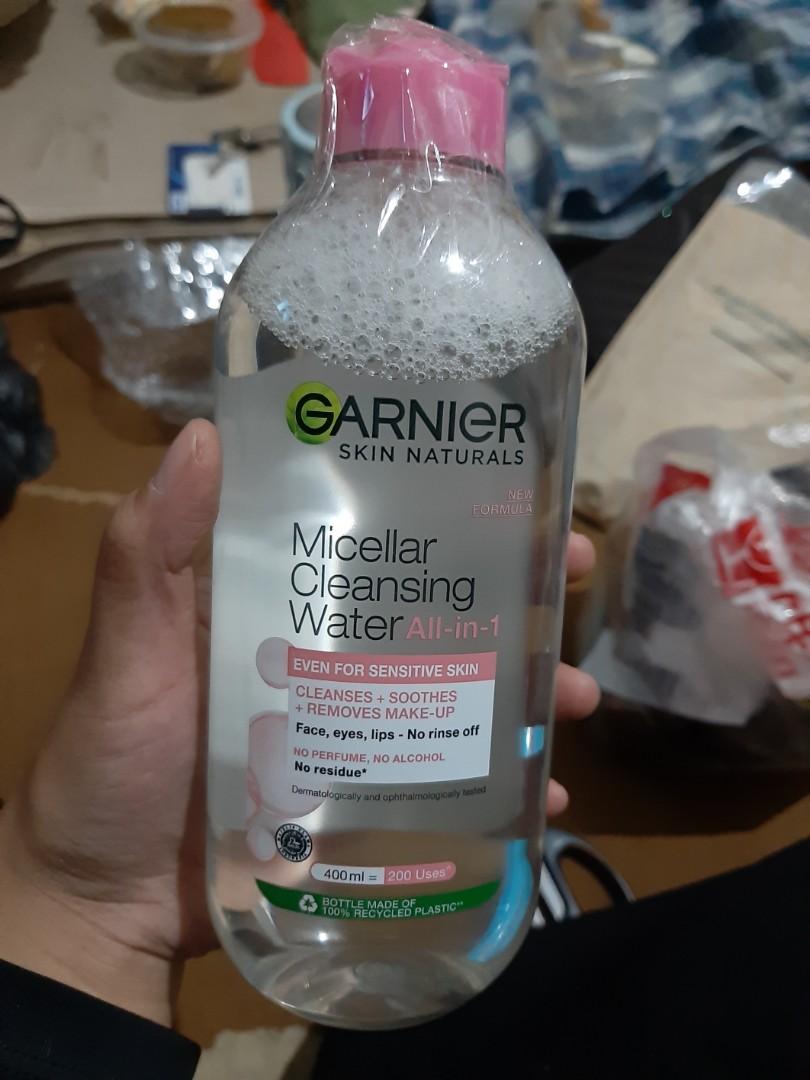 GARNIER
SKIN NATURALS
NEW
FORMULA
Micellar
Cleansing
Water All-in-1
EVEN FOR SENSITIVE SKIN
CLEANSES + SOOTHES
+ REMOVES MAKE-UP
Face, eyes, lips - No rinse off
NO PERFUME, NO ALCOHOL
No residue*
Dermatologically and ophthalmologically tested
400ml = 200 Uses*
BOTTLE MADE OF
100% RECYCLED PLASTIC**